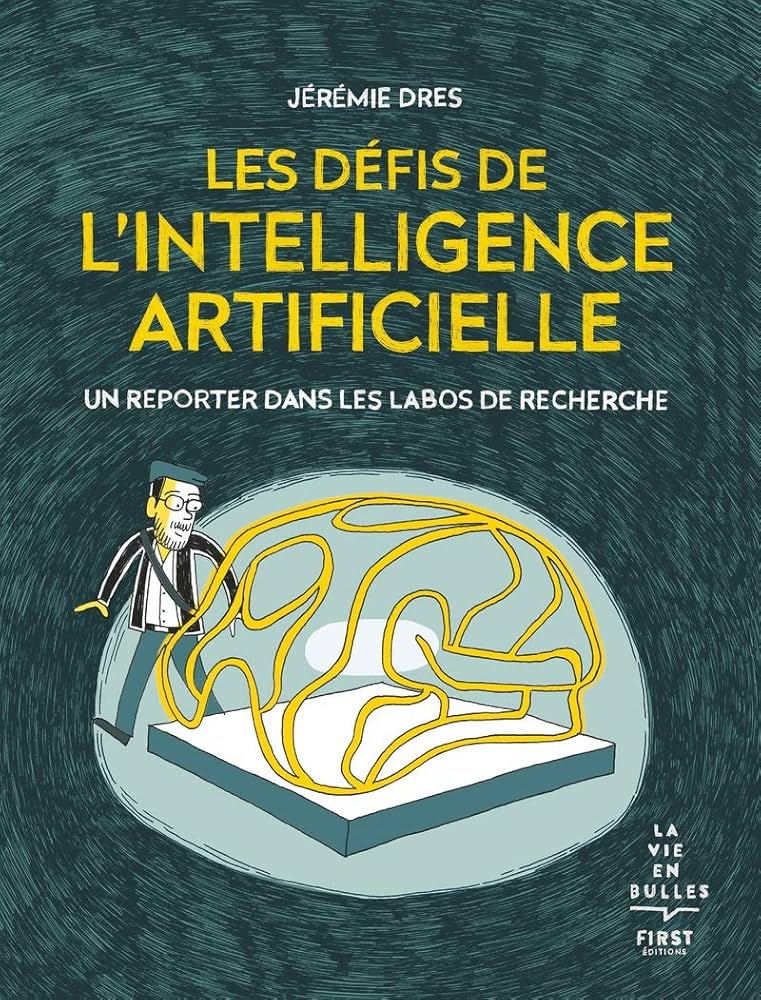 JÉRÉMIE DRES
LES DÉFIS DE
L'INTELLIGENCE
ARTIFICIELLE
UN REPORTER DANS LES LABOS DE RECHERCHE
LA
VIE
EN
BULLES
FIRST
ÉDITIONS